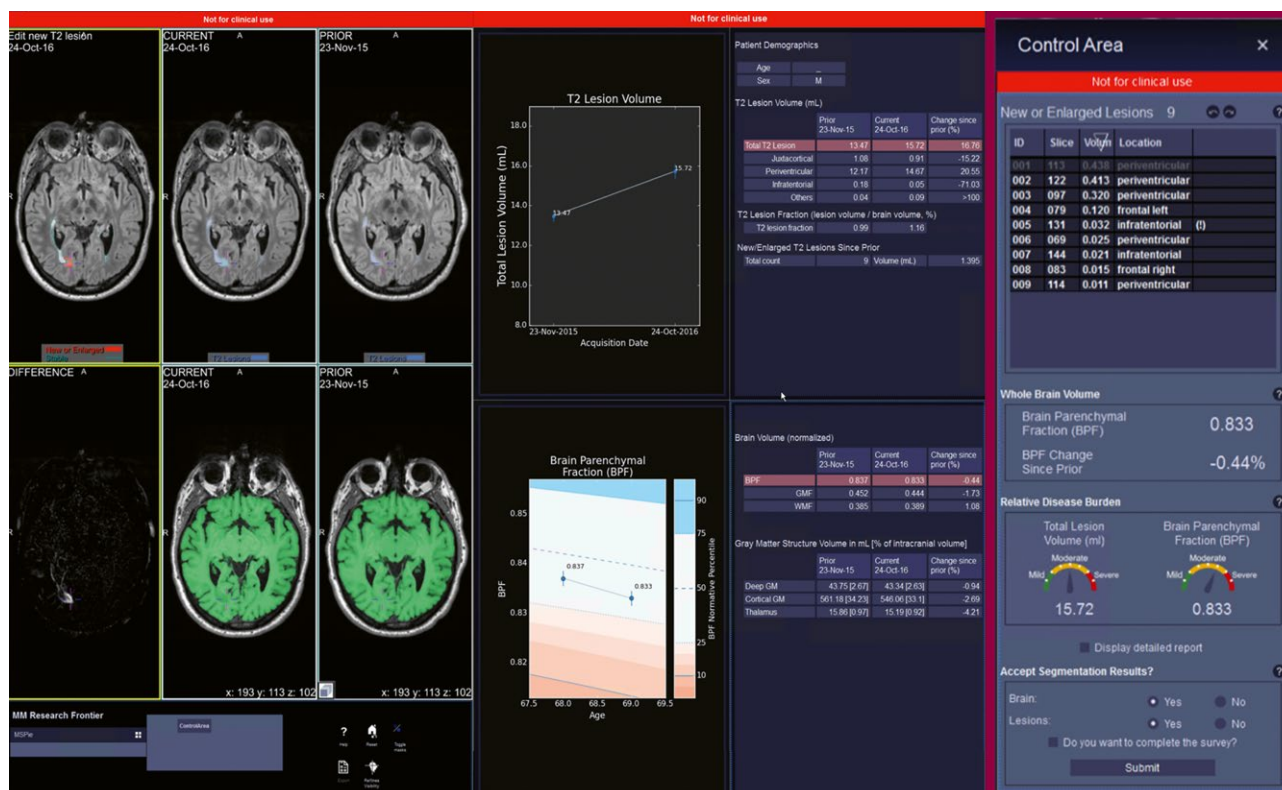 Not for clinical use
Edit new T2 lesion
24-Oct-16
CURRENT A
24-Oct-16
PRIOR A
23-Nov-15
R
R
R
New or Enlarged
Stable
T2 Lesions
T2 Lesions
DIFFERENCE A
CURRENT A
24-Oct-16
PRIOR A
23-Nov-15
R
R
R
x: 193 y: 113 z: 102
x: 193 y: 113 z: 102
MM Research Frontier
MSPie
ControlArea
?
Help
Reset
Toggle
masks
Export
Visibility
Not for clinical use
T2 Lesion Volume
Total Lesion Volume (mL)
18.0
16.0
14.0
12.0
10.0
8.0
13.47
15.72
23-Nov-2015
24-Oct-2016
Acquisition Date
Brain Parenchymal
Fraction (BPF)
BPF
0.85
0.84
0.83
0.82
0.837
0.833
67.5 68.0 68.5 69.0 69.5
Age
90
75
50
25
10
BPF Normative Percentile
Patient Demographics
Age _
Sex M
T2 Lesion Volume (mL)
Prior Current Change since
23-Nov-15 24-Oct-16 prior (%)
Total T2 Lesion 13.47 15.72 16.76
Juxtacortical 1.08 0.91 -15.22
Periventricular 12.17 14.67 20.55
Infratentorial 0.18 0.05 -71.03
Others 0.04 0.09 >100
T2 Lesion Fraction (lesion volume / brain volume, %)
T2 lesion fraction 0.99 1.16
New/Enlarged T2 Lesions Since Prior
Total count 9 Volume (mL) 1.395
Brain Volume (normalized)
Prior Current Change since
23-Nov-15 24-Oct-16 prior (%)
BPF 0.837 0.833 -0.44
GMF 0.452 0.444 -1.73
WMF 0.385 0.389 1.08
Gray Matter Structure Volume in mL [% of intracranial volume]
Prior Current Change since
23-Nov-15 24-Oct-16 prior (%)
Deep GM 43.75 [2.67] 43.34 [2.63] -0.94
Cortical GM 561.18 [34.23] 546.06 [33.1] -2.69
Thalamus 15.86 [0.97] 15.19 [0.92] -4.21
Control Area ×
Not for clinical use
New or Enlarged Lesions 9 ?
ID Slice Volum Location
001 113 0.438 periventricular
002 122 0.413 periventricular
003 097 0.320 periventricular
004 079 0.120 frontal left
005 131 0.032 infratentorial (!)
006 069 0.025 periventricular
007 144 0.021 infratentorial
008 083 0.015 frontal right
009 114 0.011 periventricular
Whole Brain Volume ?
Brain Parenchymal
Fraction (BPF) 0.833
BPF Change
Since Prior -0.44%
Relative Disease Burden ?
Total Lesion
Volume (ml)
Moderate
Mild Severe
15.72
Brain Parenchymal
Fraction (BPF)
Moderate
Mild Severe
0.833
Display detailed report
Accept Segmentation Results? ?
Brain: Yes No
Lesions: Yes No
Do you want to complete the survey?
Submit